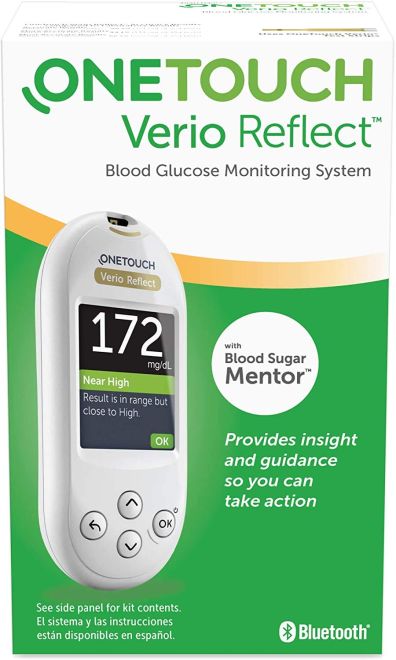 ONETOUCH
Verio Reflect™
Blood Glucose Monitoring System
ONETOUCH
Verio Reflect
172
mg/dL
Near High
Result is in range but
close to High.
OK
OK
with
Blood Sugar
Mentor™
Provides insight
and guidance
so you can
take action
See side panel for kit contents.
El sistema y las instrucciones
están disponibles en español.
Bluetooth®